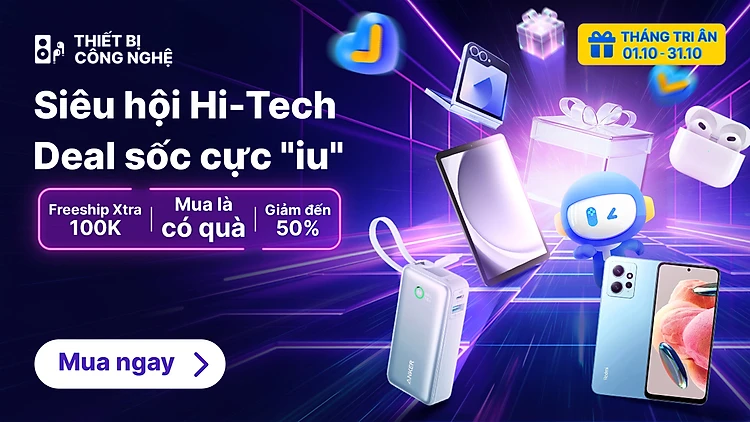 THIẾT BỊ
CÔNG NGHỆ
THÁNG TRI ÂN
01.10 - 31.10
Siêu hội Hi-Tech
Deal sốc cực "iu"
Freeship Xtra
100K
Mua là
có quà
Giảm đến
50%
Mua ngay
ANKER
Redmi